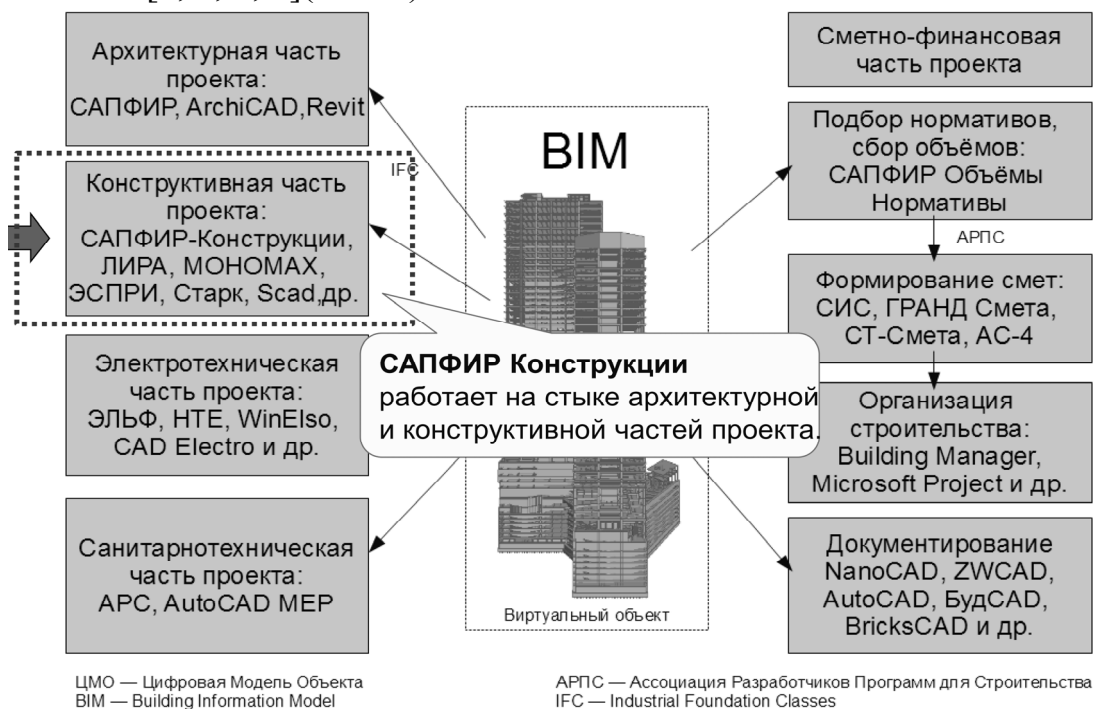 Архитектурная часть
проекта:
САПФИР, ArchiCAD,Revit
Конструктивная часть
проекта:
САПФИР-Конструкции,
ЛИРА, МОНОМАХ,
ЭСПРИ, Старк, Scad,др.
Электротехническая
часть проекта:
ЭЛЬФ, НТЕ, WinElso,
CAD Electro и др.
Санитарнотехническая
часть проекта:
АРС, AutoCAD MEP
IFC
BIM
САПФИР Конструкции
работает на стыке архитектурной
и конструктивной частей проекта.
Виртуальный объект
Сметно-финансовая
часть проекта
Подбор нормативов,
сбор объёмов:
САПФИР Объёмы
Нормативы
АРПС
Формирование смет:
СИС, ГРАНД Смета,
СТ-Смета, АС-4
Организация
строительства:
Building Manager,
Microsoft Project и др.
Документирование
NanoCAD, ZWCAD,
AutoCAD, БудCAD,
BricksCAD и др.
ЦМО — Цифровая Модель Объекта
BIM — Building Information Model
АРПС — Ассоциация Разработчиков Программ для Строительства
IFC — Industrial Foundation Classes